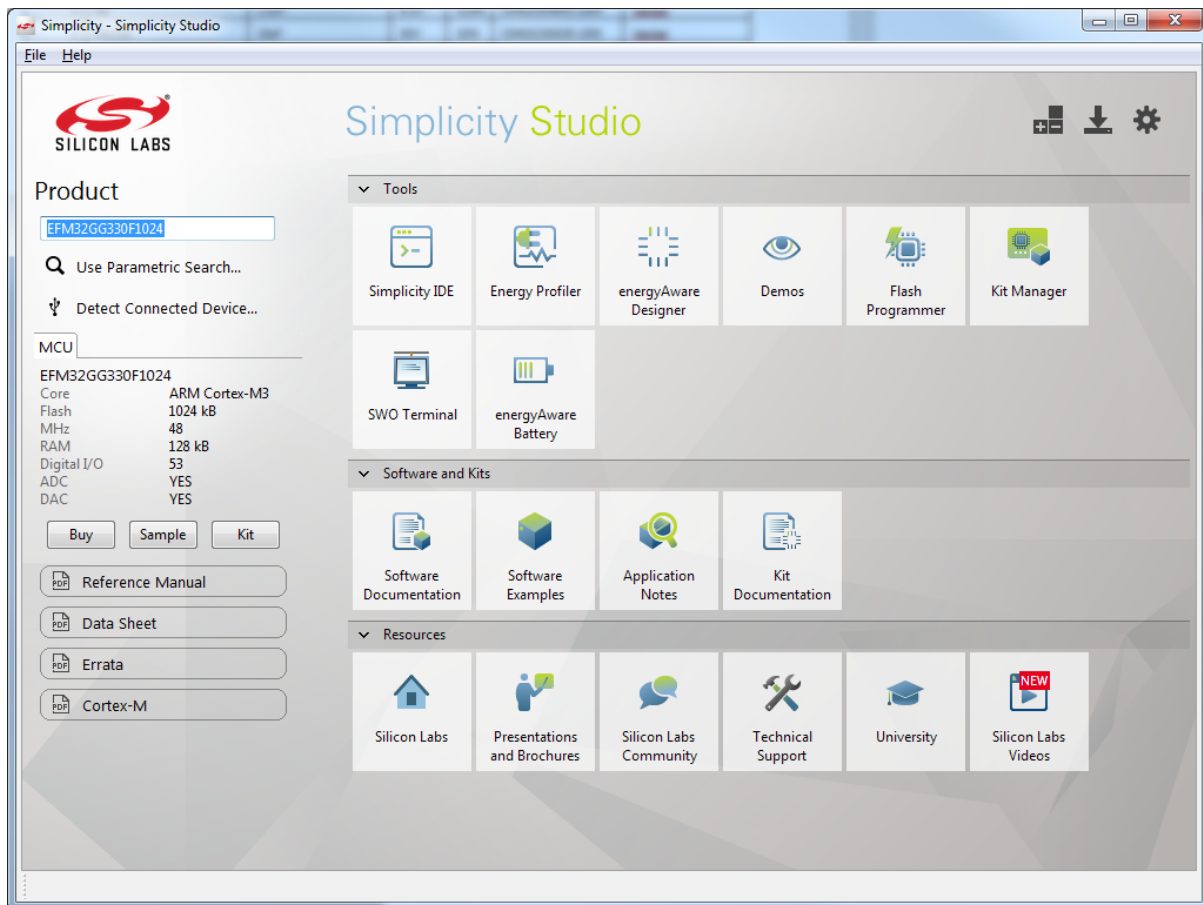 Simplicity - Simplicity Studio
File Help
SILICON LABS
Simplicity Studio
Product
EFM32GG330F1024
Use Parametric Search...
Detect Connected Device...
MCU
EFM32GG330F1024
Core ARM Cortex-M3
Flash 1024 kB
MHz 48
RAM 128 kB
Digital I/O 53
ADC YES
DAC YES
Buy Sample Kit
PDF Reference Manual
PDF Data Sheet
PDF Errata
PDF Cortex-M
Tools
Simplicity IDE
Energy Profiler
energyAware
Designer
Demos
Flash
Programmer
Kit Manager
SWO Terminal
energyAware
Battery
Software and Kits
Software
Documentation
Software
Examples
Application
Notes
Kit
Documentation
Resources
Silicon Labs
Presentations
and Brochures
Silicon Labs
Community
Technical
Support
University
NEW
Silicon Labs
Videos